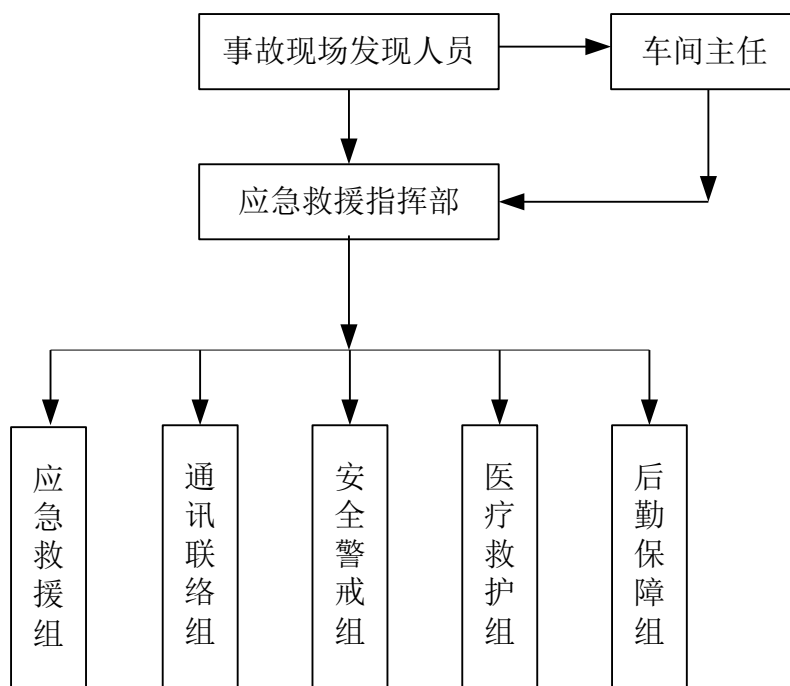 事故现场发现人员
车间主任
应急救援指挥部
应急救援组
通讯联络组
安全警戒组
医疗救护组
后勤保障组